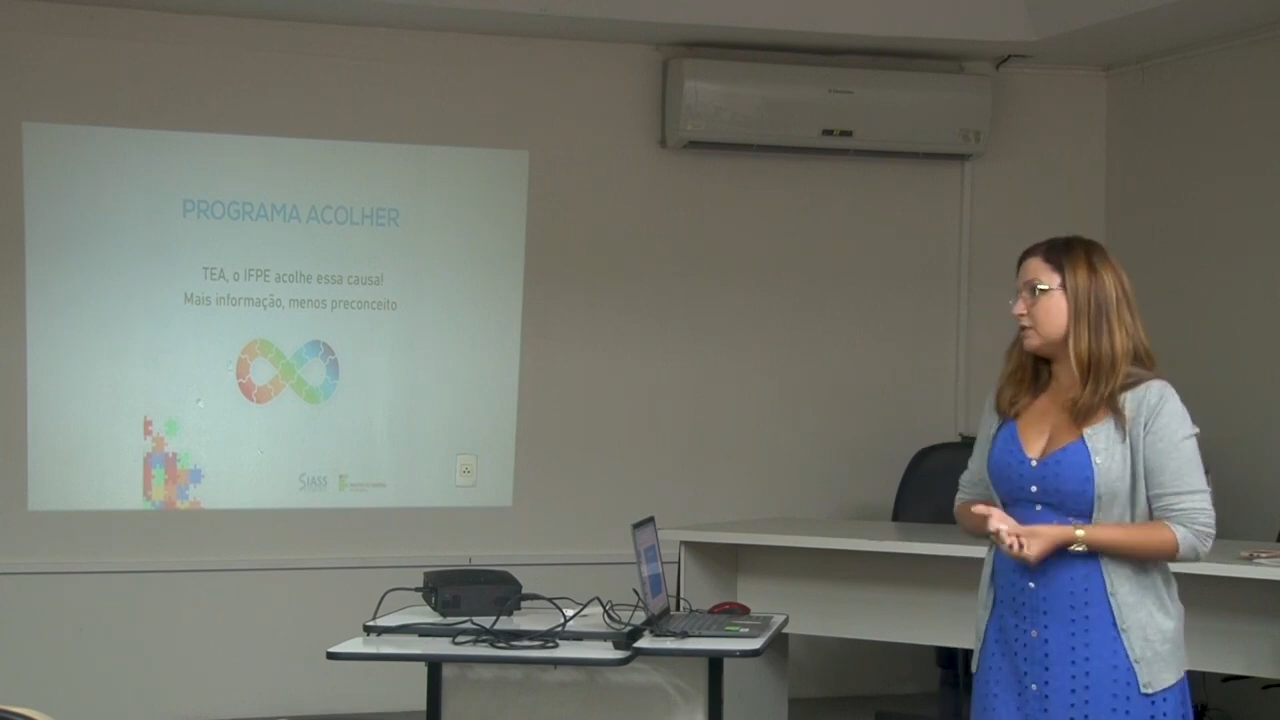 PROGRAMA ACOLHER
TEA, o IFPE acolhe essa causa!
Mais informação, menos preconceito
SIASS